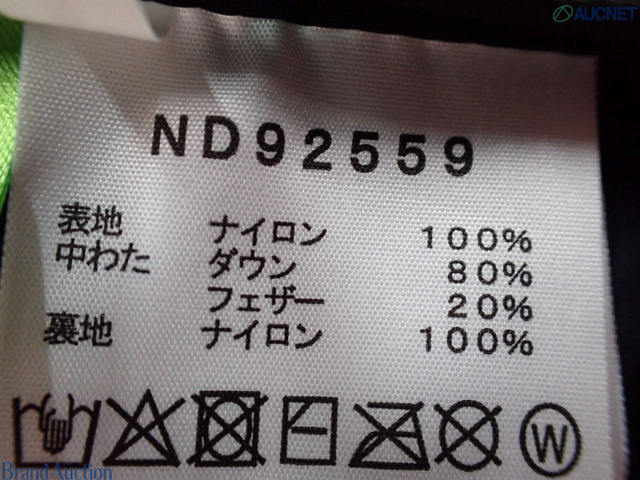 AUCNET
ND92559
表地 ナイロン 100%
中わた ダウン 80%
フェザー 20%
裏地 ナイロン 100%
W
Brand Auction